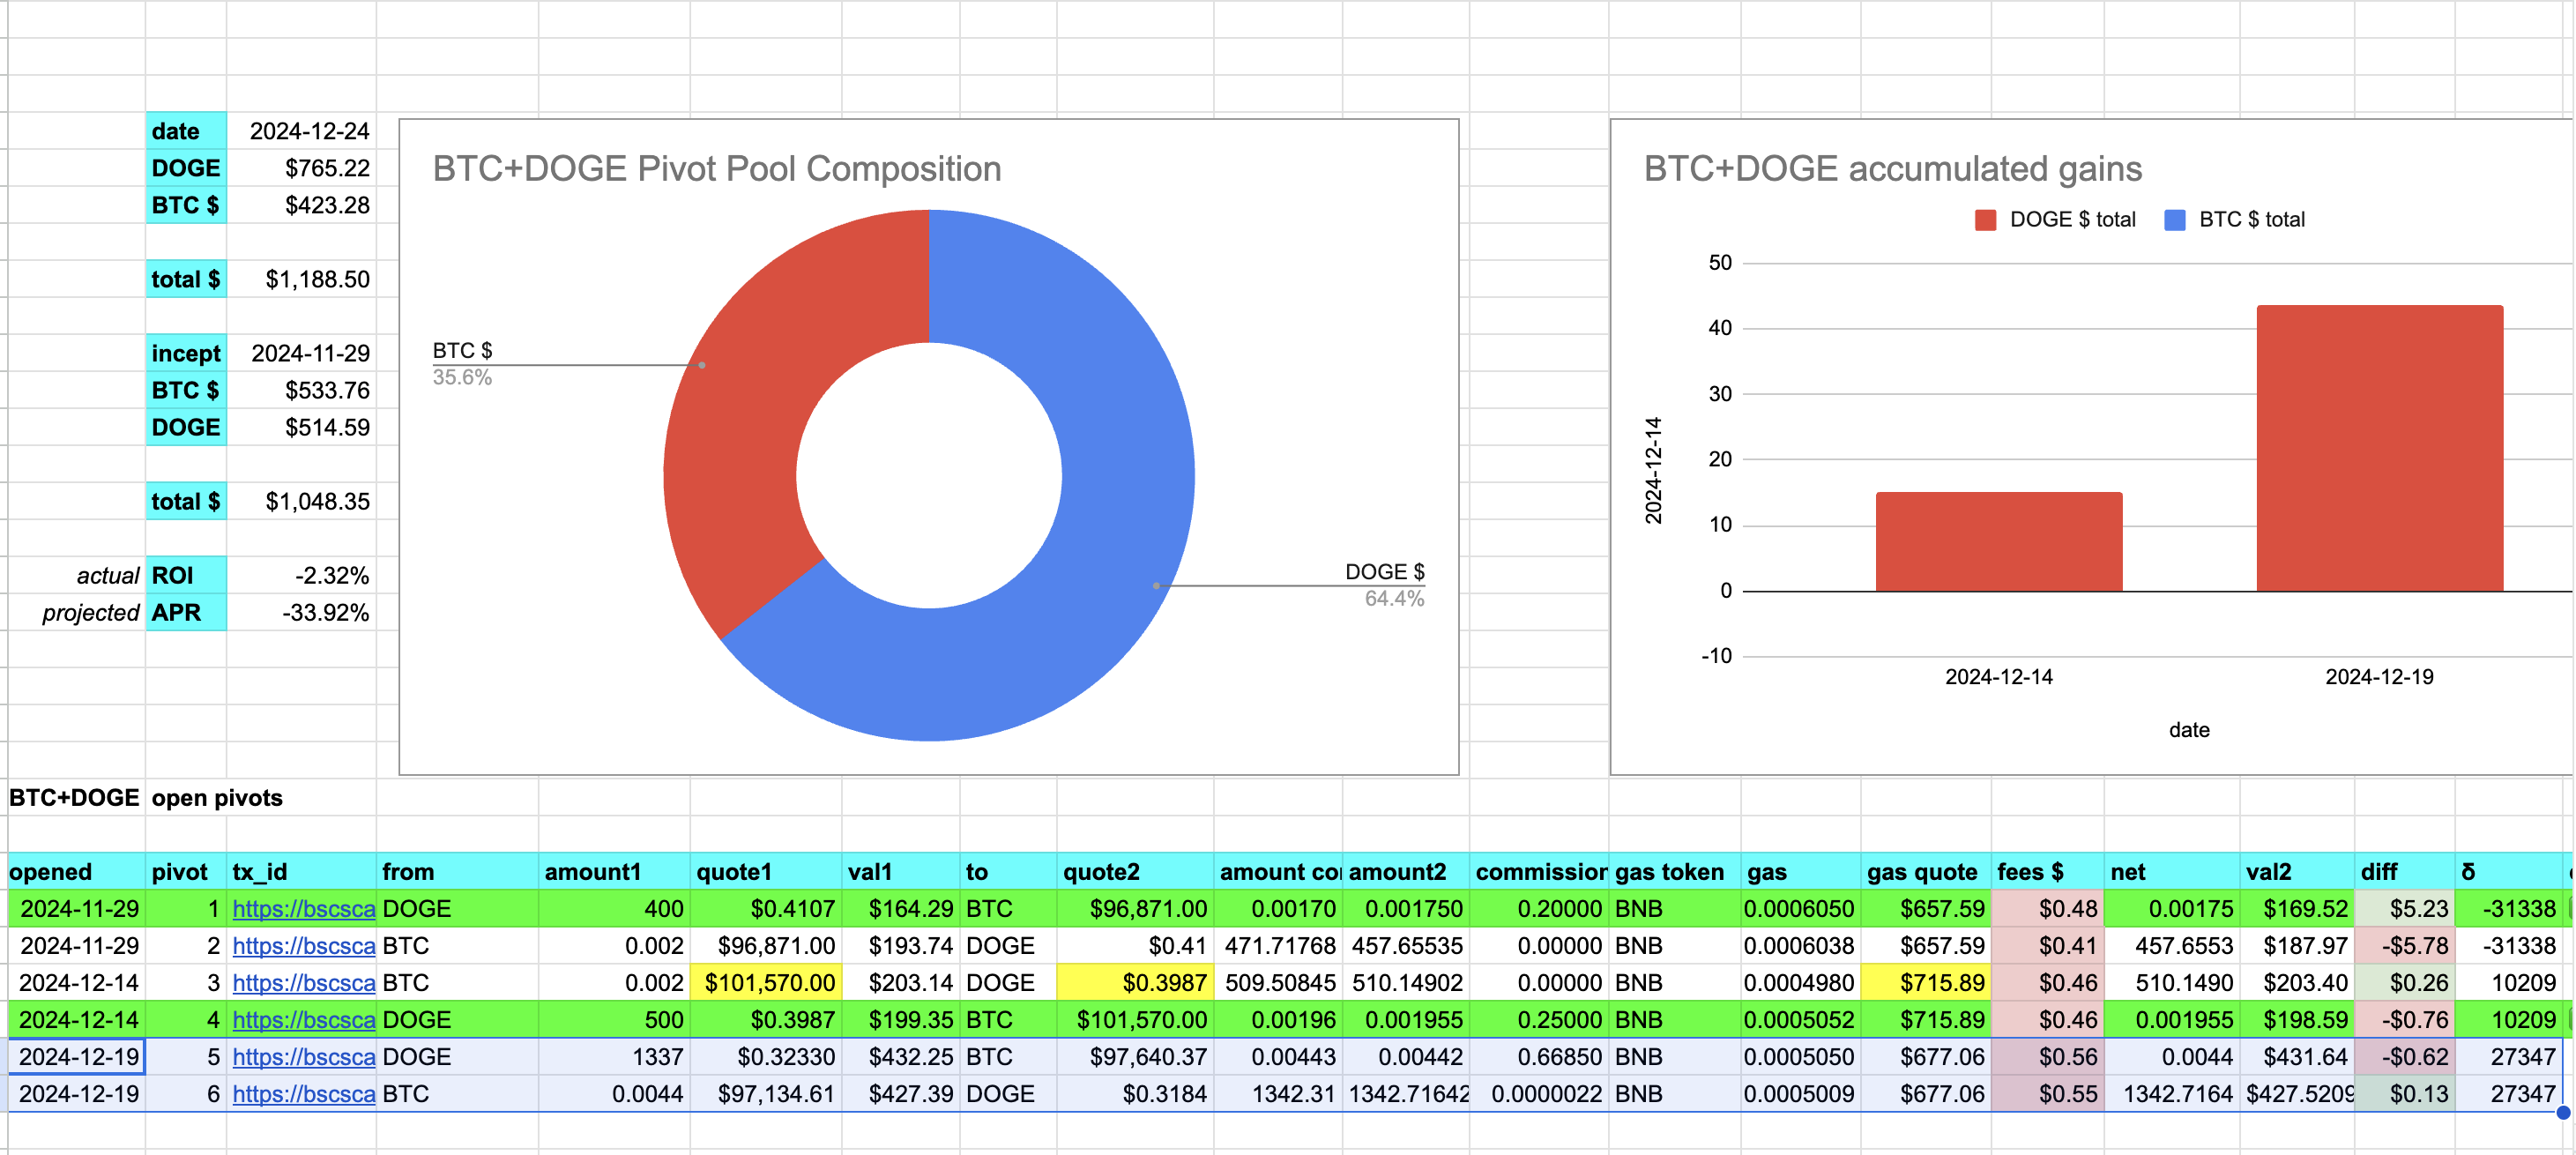 date 2024-12-24
DOGE $765.22
BTC $ $423.28
total $ $1,188.50
incept 2024-11-29
BTC $ $533.76
DOGE $514.59
total $ $1,048.35
actual ROI -2.32%
projected APR -33.92%
BTC+DOGE Pivot Pool Composition
BTC $
35.6%
DOGE $
64.4%
BTC+DOGE accumulated gains
DOGE $ total BTC $ total
50
40
30
20
10
0
-10
2024-12-14
2024-12-14 2024-12-19
date
BTC+DOGE open pivots
opened pivot tx_id from amount1 quote1 val1 to quote2 amount co amount2 commission gas token gas gas quote fees $ net val2 diff δ
2024-11-29 1 https://bscsca DOGE 400 $0.4107 $164.29 BTC $96,871.00 0.00170 0.001750 0.20000 BNB 0.0006050 $657.59 $0.48 0.00175 $169.52 $5.23 -31338
2024-11-29 2 https://bscsca BTC 0.002 $96,871.00 $193.74 DOGE $0.41 471.71768 457.65535 0.00000 BNB 0.0006038 $657.59 $0.41 457.6553 $187.97 -$5.78 -31338
2024-12-14 3 https://bscsca BTC 0.002 $101,570.00 $203.14 DOGE $0.3987 509.50845 510.14902 0.00000 BNB 0.0004980 $715.89 $0.46 510.1490 $203.40 $0.26 10209
2024-12-14 4 https://bscsca DOGE 500 $0.3987 $199.35 BTC $101,570.00 0.00196 0.001955 0.25000 BNB 0.0005052 $715.89 $0.46 0.001955 $198.59 -$0.76 10209
2024-12-19 5 https://bscsca DOGE 1337 $0.32330 $432.25 BTC $97,640.37 0.00443 0.00442 0.66850 BNB 0.0005050 $677.06 $0.56 0.0044 $431.64 -$0.62 27347
2024-12-19 6 https://bscsca BTC 0.0044 $97,134.61 $427.39 DOGE $0.3184 1342.31 1342.71642 0.0000022 BNB 0.0005009 $677.06 $0.55 1342.7164 $427.5209 $0.13 27347